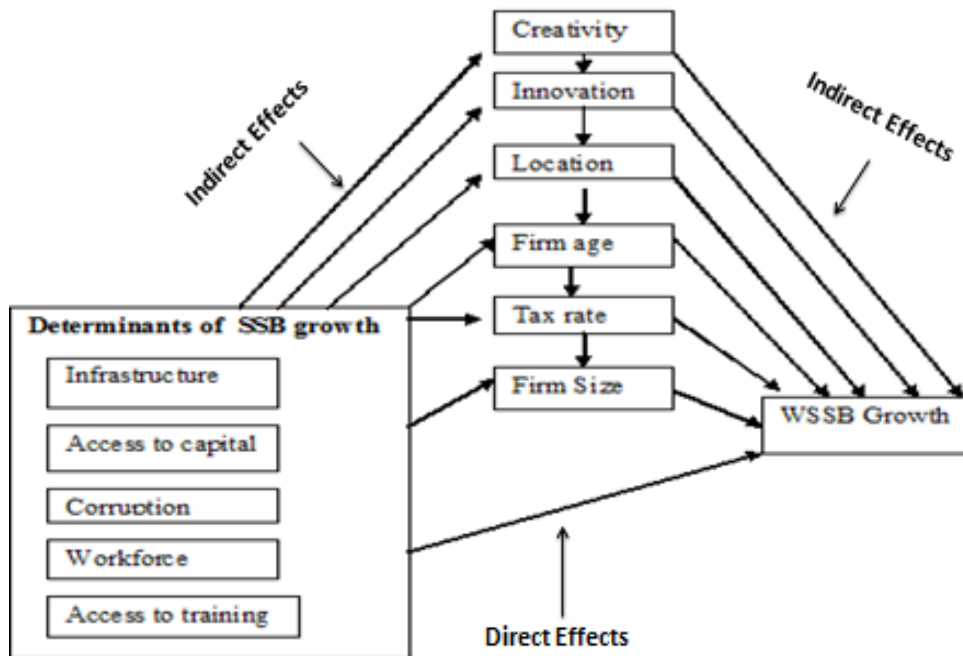 Creativity
Indirect Effects
Indirect Effects
Innovation
Location
Firm age
Determinants of SSB growth
Tax rate
Infrastructure
Firm Size
WSSB Growth
Access to capital
Corruption
Workforce
Access to training
Direct Effects